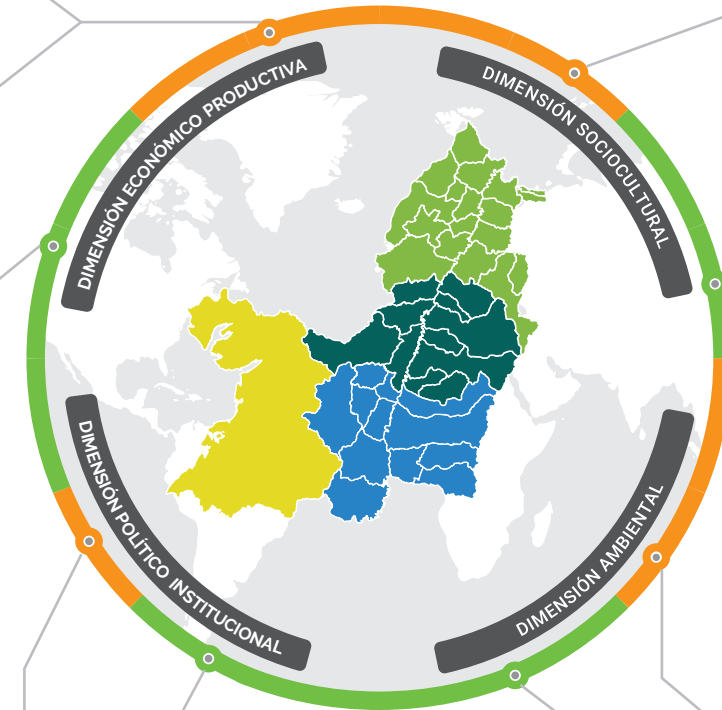 DIMENSIÓN ECONÓMICO PRODUCTIVA
DIMENSIÓN SOCIOCULTURAL
DIMENSIÓN POLÍTICO INSTITUCIONAL
DIMENSIÓN AMBIENTAL